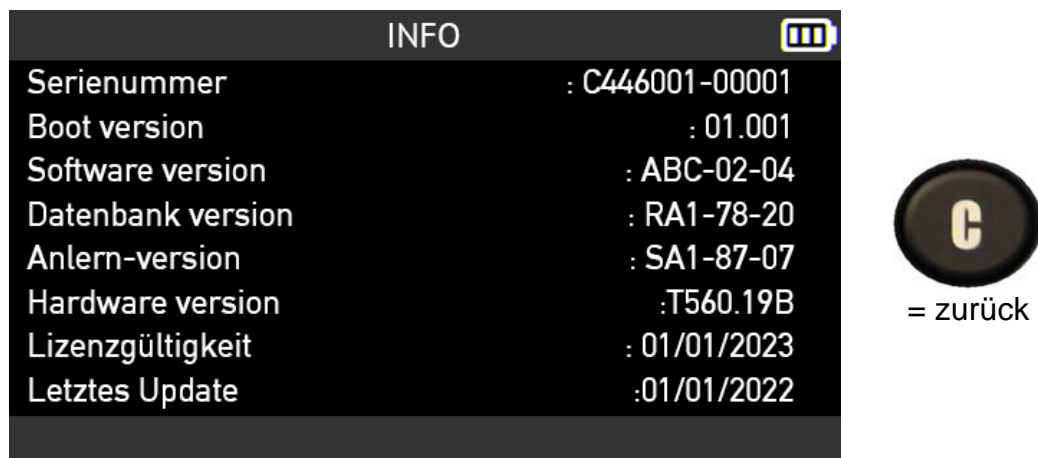 INFO
Serienummer : C446001-00001
Boot version : 01.001
Software version : ABC-02-04
Datenbank version : RA1-78-20
Anlern-version : SA1-87-07
Hardware version :T560.19B
Lizenzgültigkeit : 01/01/2023
Letztes Update :01/01/2022
C
= zurück